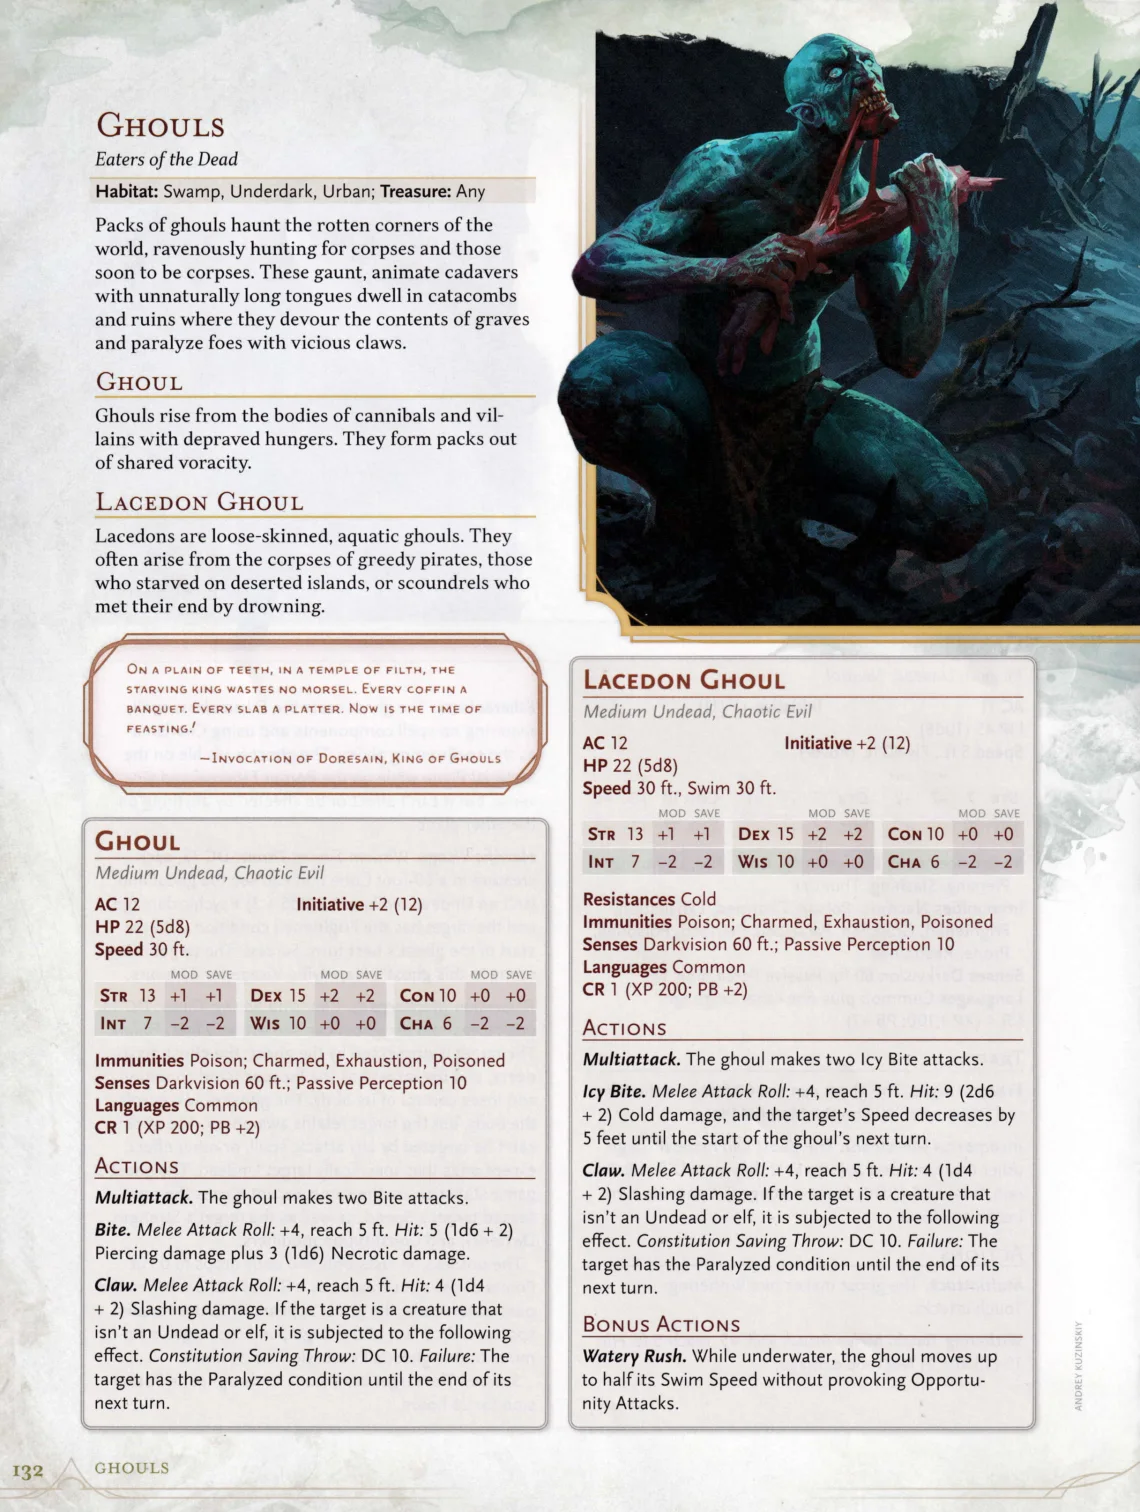 Ghouls
Eaters of the Dead
Habitat: Swamp, Underdark, Urban; Treasure: Any
Packs of ghouls haunt the rotten corners of the
world, ravenously hunting for corpses and those
soon to be corpses. These gaunt, animate cadavers
with unnaturally long tongues dwell in catacombs
and ruins where they devour the contents of graves
and paralyze foes with vicious claws.
Ghoul
Ghouls rise from the bodies of cannibals and vil-
lains with depraved hungers. They form packs out
of shared voracity.
Lacedon Ghoul
Lacedons are loose-skinned, aquatic ghouls. They
often arise from the corpses of greedy pirates, those
who starved on deserted islands, or scoundrels who
met their end by drowning.
On a plain of teeth, in a temple of filth, the
starving king wastes no morsel. Every coffin a
banquet. Every slab a platter. Now is the time of
feasting!
—Invocation of Doresain, King of Ghouls
Ghoul
Medium Undead, Chaotic Evil
AC 12 Initiative +2 (12)
HP 22 (5d8)
Speed 30 ft.
MOD SAVE MOD SAVE MOD SAVE
Str 13 +1 +1 Dex 15 +2 +2 Con 10 +0 +0
Int 7 −2 −2 Wis 10 +0 +0 Cha 6 −2 −2
Immunities Poison; Charmed, Exhaustion, Poisoned
Senses Darkvision 60 ft.; Passive Perception 10
Languages Common
CR 1 (XP 200; PB +2)
Actions
Multiattack. The ghoul makes two Bite attacks.
Bite. Melee Attack Roll: +4, reach 5 ft. Hit: 5 (1d6 + 2)
Piercing damage plus 3 (1d6) Necrotic damage.
Claw. Melee Attack Roll: +4, reach 5 ft. Hit: 4 (1d4
+ 2) Slashing damage. If the target is a creature that
isn't an Undead or elf, it is subjected to the following
effect. Constitution Saving Throw: DC 10. Failure: The
target has the Paralyzed condition until the end of its
next turn.
Lacedon Ghoul
Medium Undead, Chaotic Evil
AC 12 Initiative +2 (12)
HP 22 (5d8)
Speed 30 ft., Swim 30 ft.
MOD SAVE MOD SAVE MOD SAVE
Str 13 +1 +1 Dex 15 +2 +2 Con 10 +0 +0
Int 7 −2 −2 Wis 10 +0 +0 Cha 6 −2 −2
Resistances Cold
Immunities Poison; Charmed, Exhaustion, Poisoned
Senses Darkvision 60 ft.; Passive Perception 10
Languages Common
CR 1 (XP 200; PB +2)
Actions
Multiattack. The ghoul makes two Icy Bite attacks.
Icy Bite. Melee Attack Roll: +4, reach 5 ft. Hit: 9 (2d6
+ 2) Cold damage, and the target's Speed decreases by
5 feet until the start of the ghoul's next turn.
Claw. Melee Attack Roll: +4, reach 5 ft. Hit: 4 (1d4
+ 2) Slashing damage. If the target is a creature that
isn't an Undead or elf, it is subjected to the following
effect. Constitution Saving Throw: DC 10. Failure: The
target has the Paralyzed condition until the end of its
next turn.
Bonus Actions
Watery Rush. While underwater, the ghoul moves up
to half its Swim Speed without provoking Opportu-
nity Attacks.
ANDREY KUZINSKIY
132 GHOULS